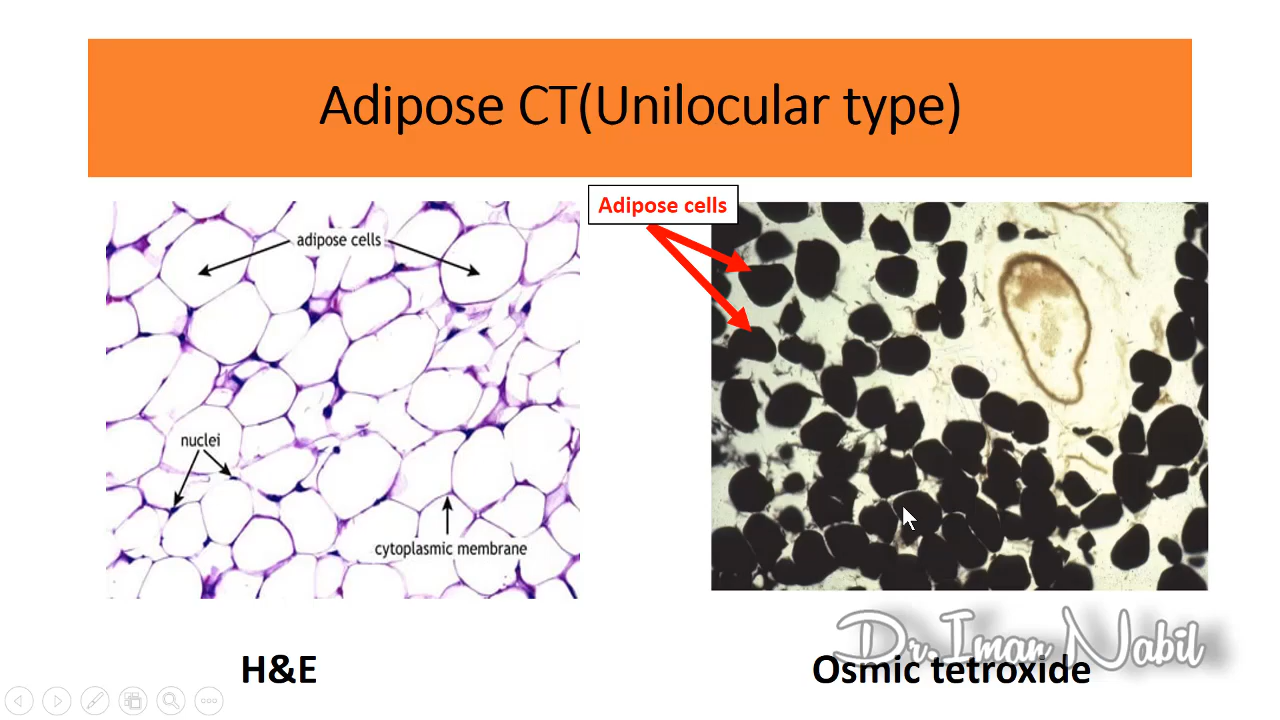 Adipose CT(Unilocular type)
Adipose cells
adipose cells
nuclei
cytoplasmic membrane
Dr.Iman Nabil
H&E
Osmic tetroxide